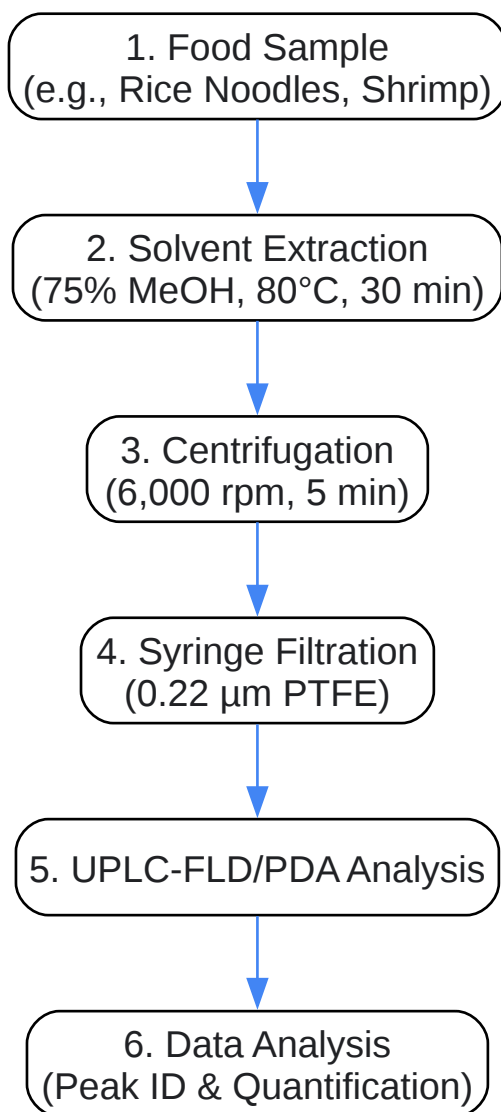 1. Food Sample
(e.g., Rice Noodles, Shrimp)
2. Solvent Extraction
(75% MeOH, 80°C, 30 min)
3. Centrifugation
(6,000 rpm, 5 min)
4. Syringe Filtration
(0.22 µm PTFE)
5. UPLC-FLD/PDA Analysis
6. Data Analysis
(Peak ID & Quantification)